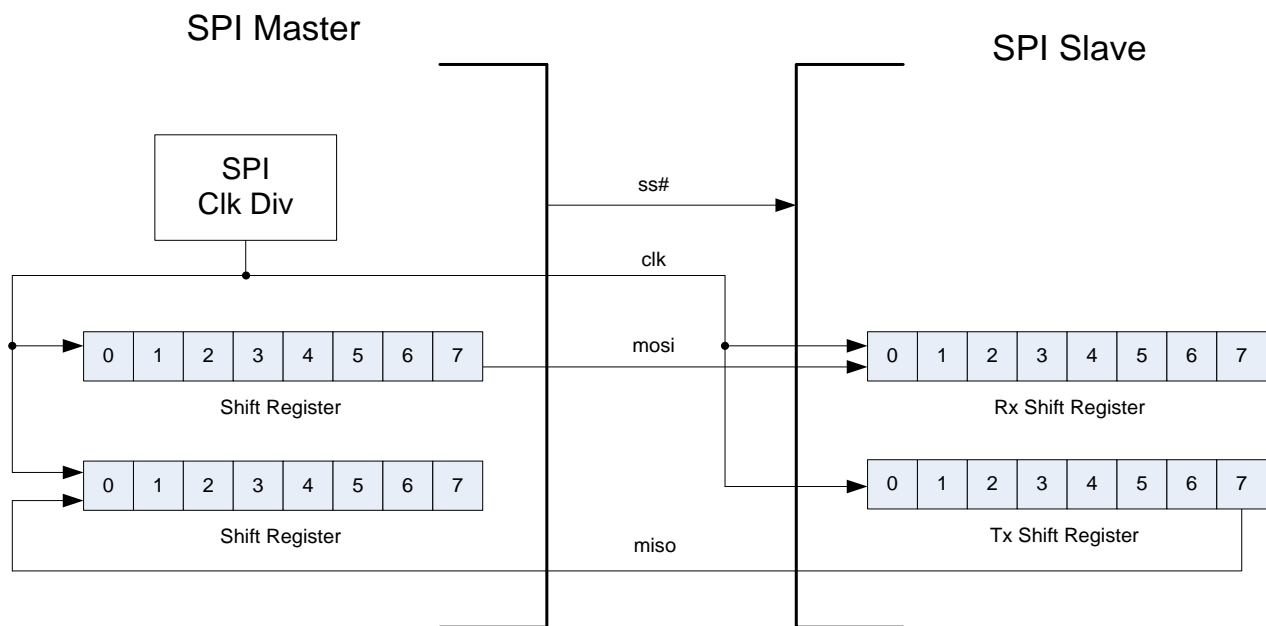 SPI Master
SPI Slave
SPI
Clk Div
ss#
clk
mosi
0 1 2 3 4 5 6 7
0 1 2 3 4 5 6 7
Shift Register
Rx Shift Register
0 1 2 3 4 5 6 7
0 1 2 3 4 5 6 7
Shift Register
Tx Shift Register
miso